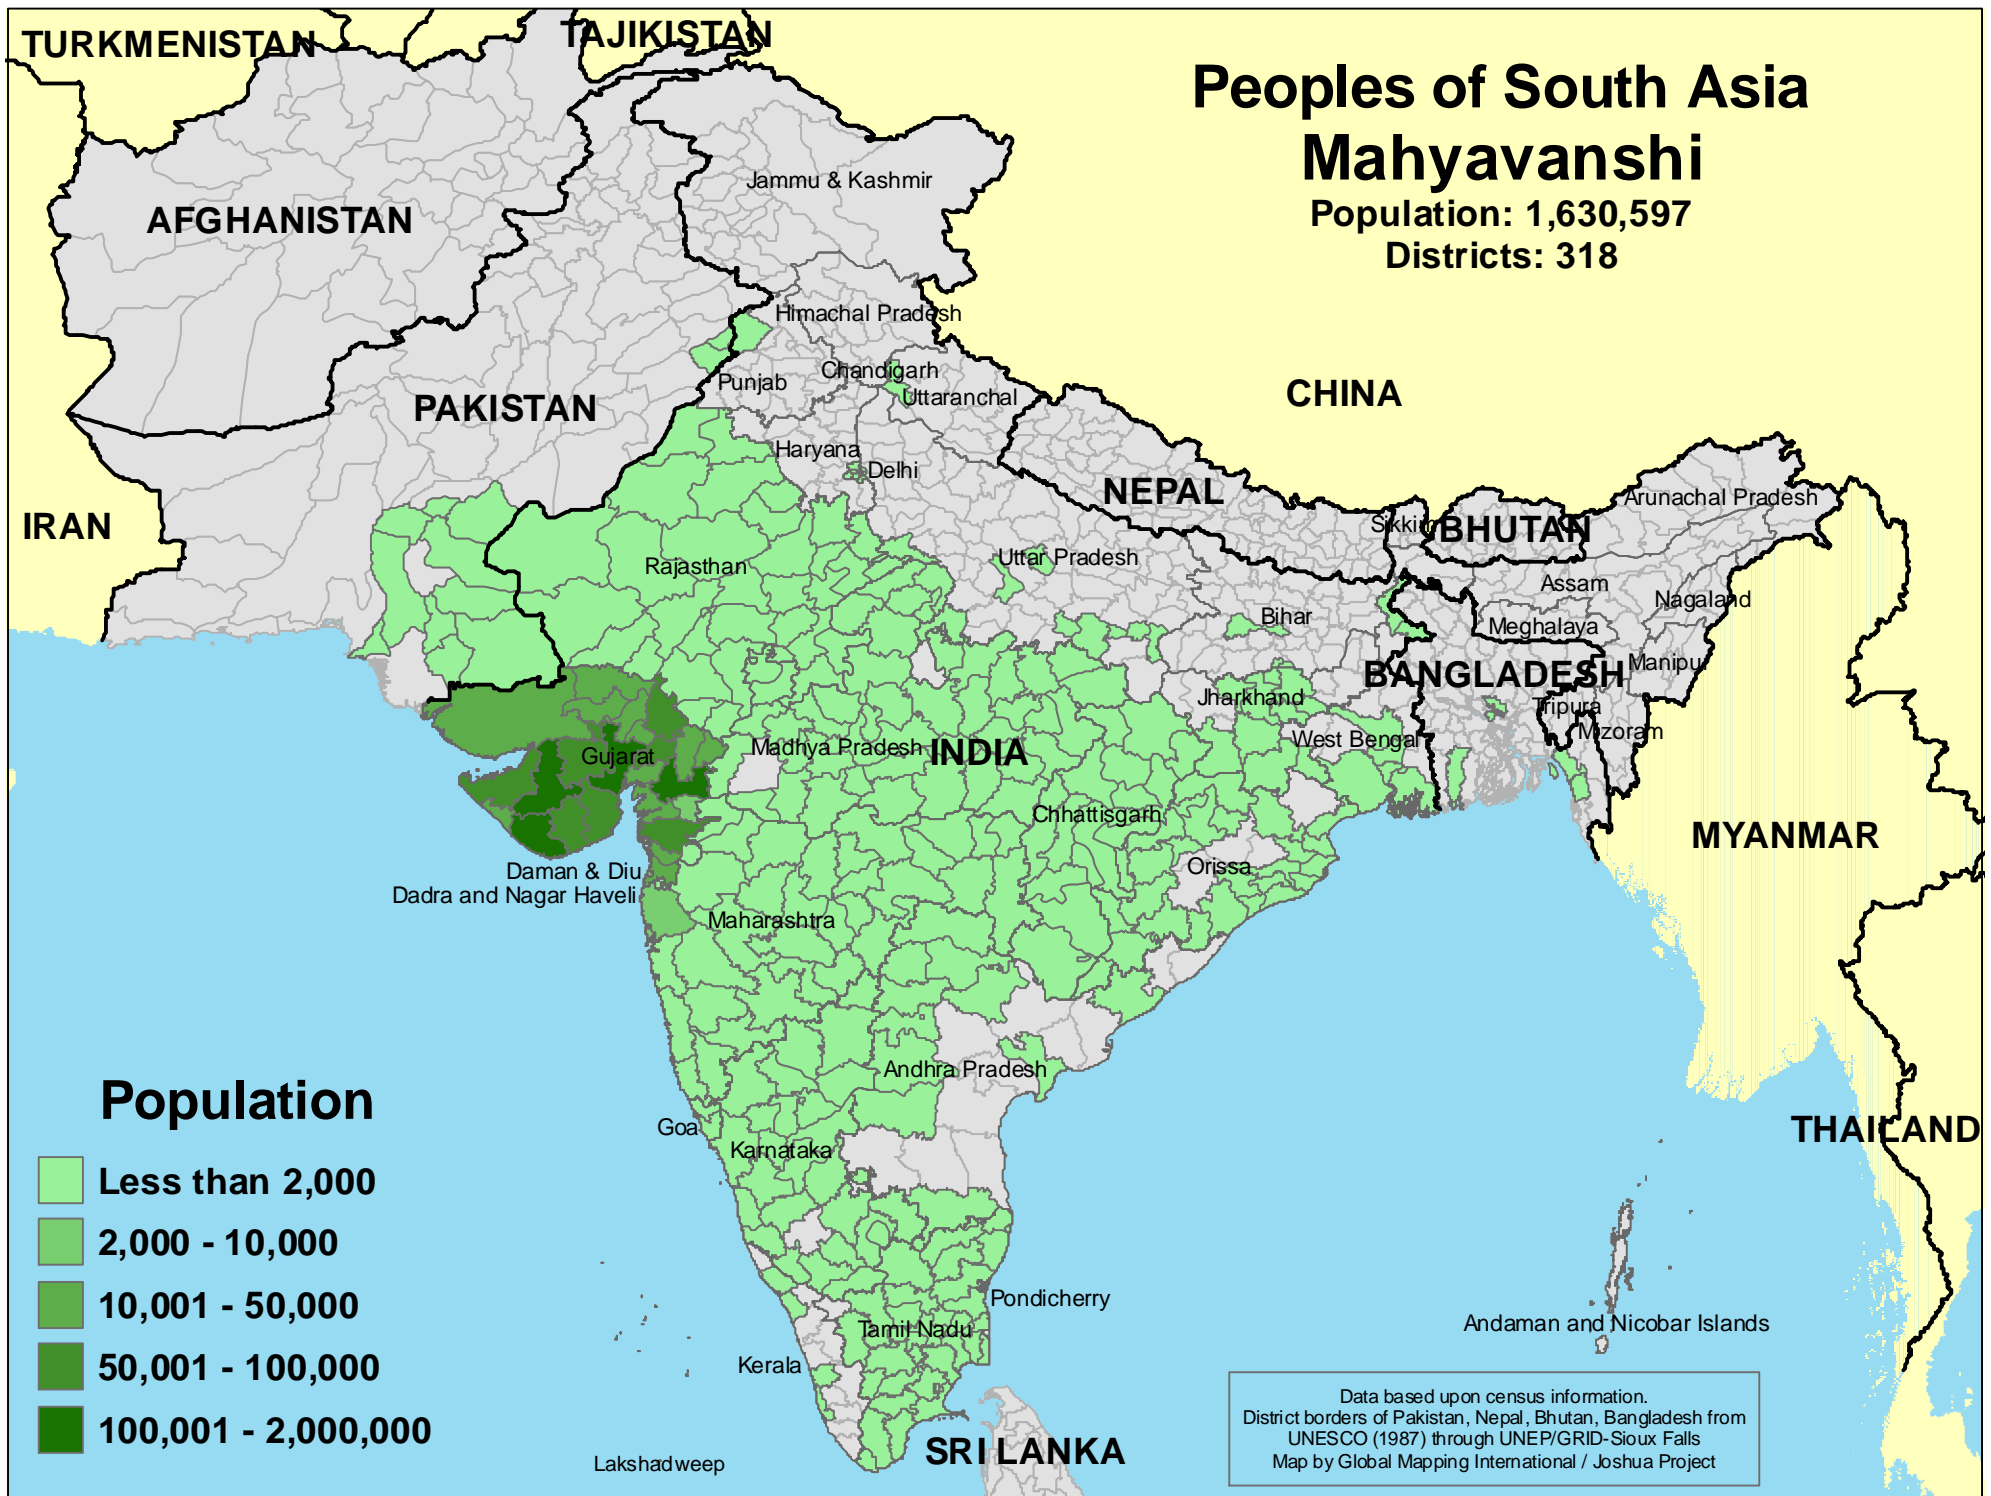 TURKMENISTAN
TAJIKISTAN
Peoples of South Asia
Mahyavanshi
Population: 1,630,597
Districts: 318
Jammu & Kashmir
AFGHANISTAN
Himachal Pradesh
Chandigarh
Punjab
Uttaranchal
CHINA
PAKISTAN
Haryana
Delhi
NEPAL
Arunachal Pradesh
IRAN
Sikkim
BHUTAN
Uttar Pradesh
Rajasthan
Assam
Nagaland
Bihar
Meghalaya
Manipur
BANGLADESH
Jharkhand
Tripura
Mizoram
West Bengal
Madhya Pradesh
INDIA
Gujarat
Chhattisgarh
MYANMAR
Orissa
Daman & Diu
Dadra and Nagar Haveli
Maharashtra
Andhra Pradesh
Population
Goa
THAILAND
Karnataka
Less than 2,000
2,000 - 10,000
10,001 - 50,000
50,001 - 100,000
100,001 - 2,000,000
Pondicherry
Tamil Nadu
Andaman and Nicobar Islands
Kerala
Lakshadweep
SRI LANKA
Data based upon census information.
District borders of Pakistan, Nepal, Bhutan, Bangladesh from
UNESCO (1987) through UNEP/GRID-Sioux Falls
Map by Global Mapping International / Joshua Project